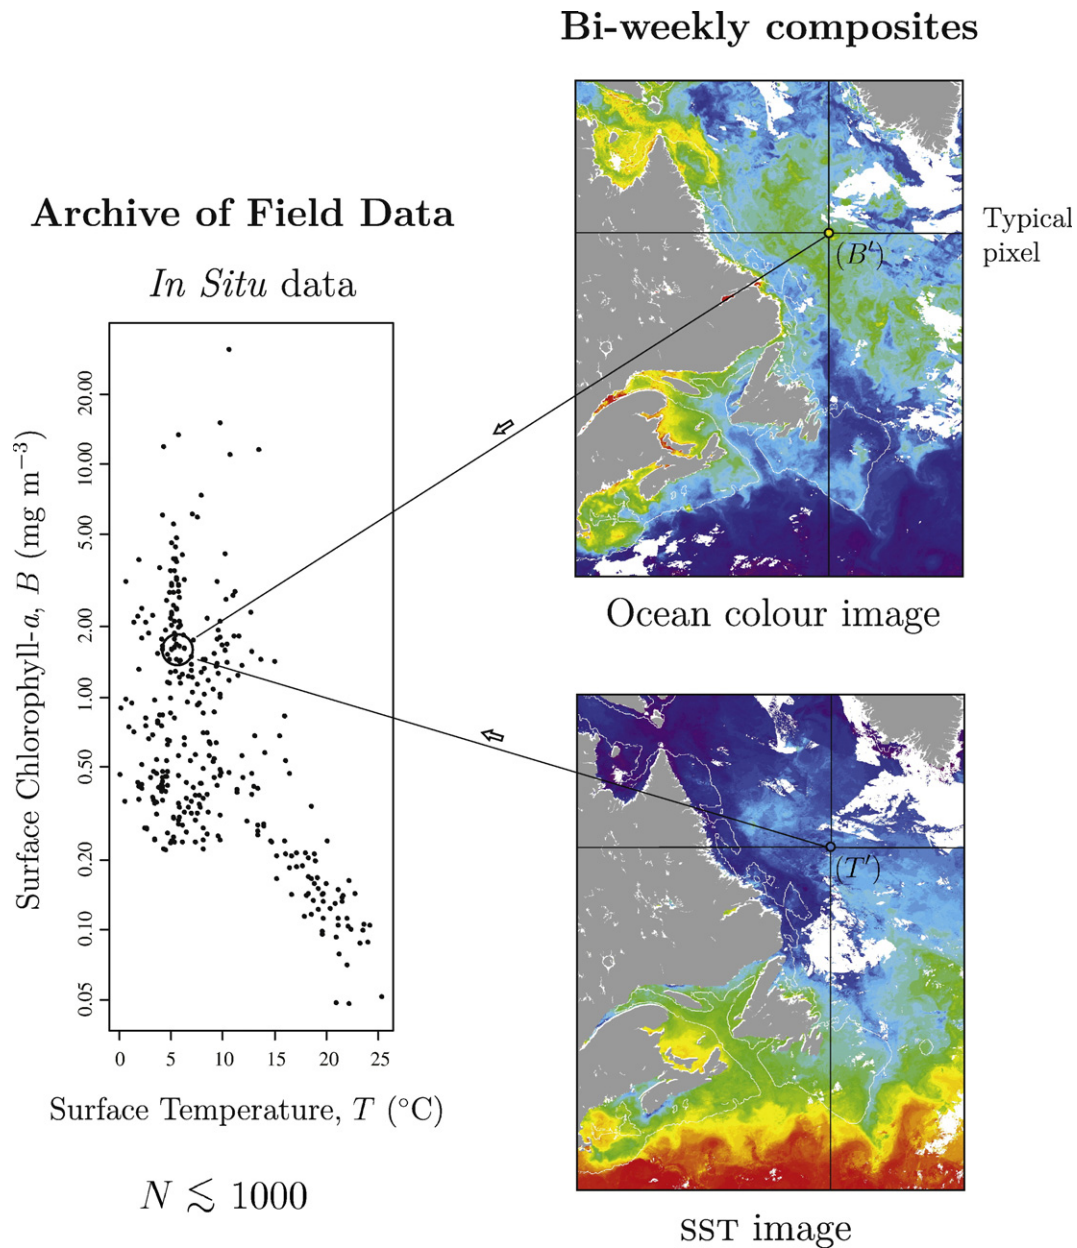 Bi-weekly composites
Archive of Field Data
In Situ data
Typical
pixel
(B′)
Surface Chlorophyll-a, B (mg m⁻³)
20.00
10.00
5.00
2.00
1.00
0.50
0.20
0.10
0.05
0 5 10 15 20 25
Surface Temperature, T (°C)
N ≲ 1000
Ocean colour image
(T′)
SST image